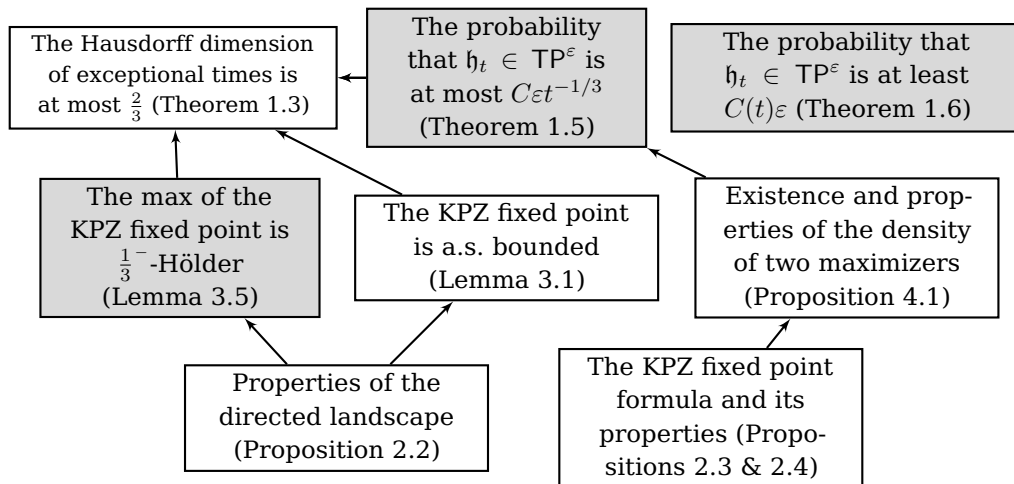 The Hausdorff dimension
of exceptional times is
at most 2/3 (Theorem 1.3)
The probability
that 𝔥ₜ ∈ TP^ε is
at most Cεt^{−1/3}
(Theorem 1.5)
The probability that
𝔥ₜ ∈ TP^ε is at least
C(t)ε (Theorem 1.6)
The max of the
KPZ fixed point is
1/3⁻-Hölder
(Lemma 3.5)
The KPZ fixed point
is a.s. bounded
(Lemma 3.1)
Existence and prop-
erties of the density
of two maximizers
(Proposition 4.1)
Properties of the
directed landscape
(Proposition 2.2)
The KPZ fixed point
formula and its
properties (Propo-
sitions 2.3 & 2.4)